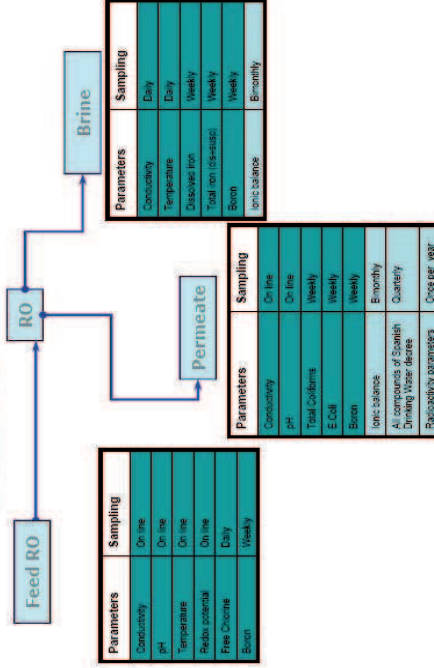 Feed RO
RO
Brine
Permeate
Parameters Sampling
Conductivity On line
pH On line
Temperature On line
Redox potential On line
Free Chlorine Daily
Boron Weekly
Parameters Sampling
Conductivity On line
pH On line
Total Coliforms Weekly
E.Coli Weekly
Boron Weekly
Ionic balance Bimonthly
All compounds of Spanish Quarterly
Drinking Water decree
Radioactivity parameters Once per year
Parameters Sampling
Conductivity Daily
Temperature Daily
Dissolved iron Weekly
Total iron (dis+susp) Weekly
Boron Weekly
Ionic balance Bimonthly